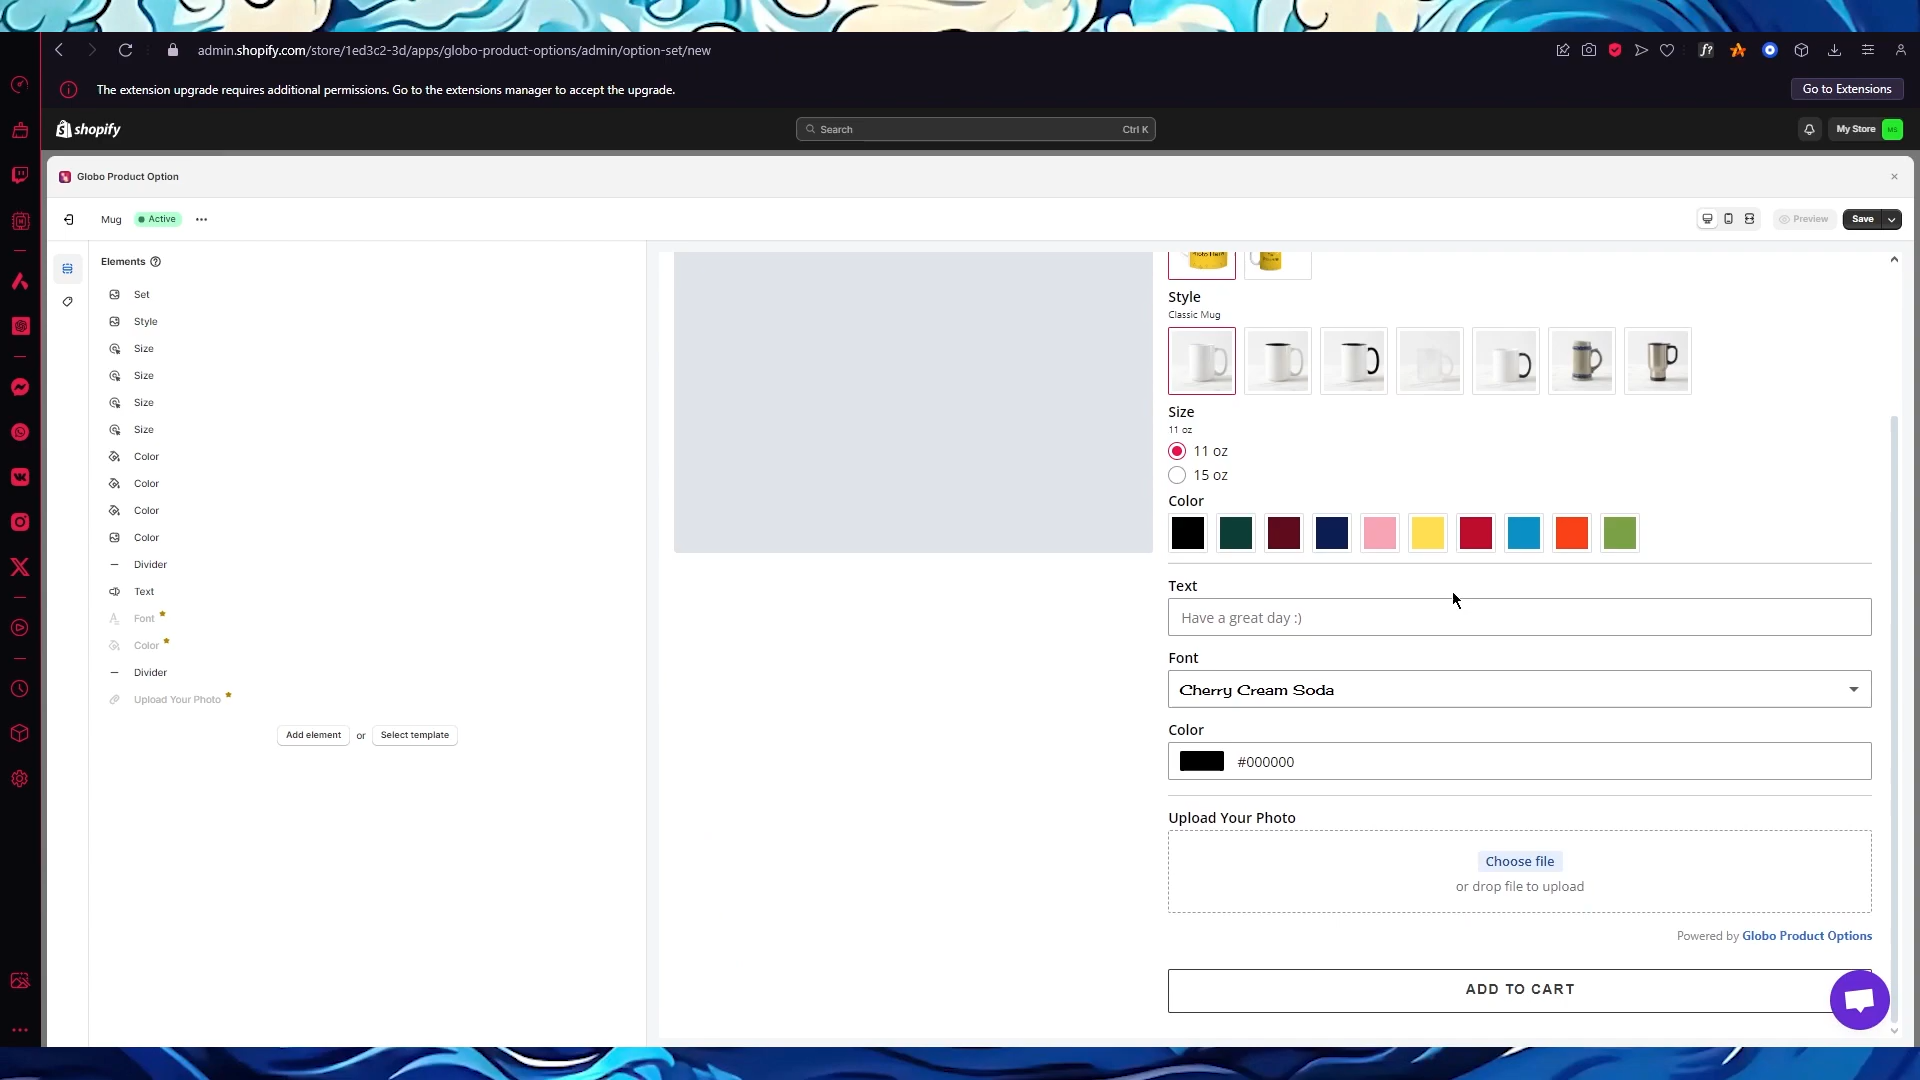 admin.shopify.com/store/1ed3c2-3d/apps/globo-product-options/admin/option-set/new
The extension upgrade requires additional permissions. Go to the extensions manager to accept the upgrade.
Go to Extensions
shopify
Search
Ctrl K
My Store
MS
Globo Product Option
Mug
Active
Preview
Save
Elements
Set
Style
Size
Size
Size
Size
Color
Color
Color
Color
Divider
Text
Font
Color
Divider
Upload Your Photo
Add element or Select template
Style
Classic Mug
Size
11 oz
11 oz
15 oz
Color
Text
Have a great day :)
Font
Cherry Cream Soda
Color
#000000
Upload Your Photo
Choose file
or drop file to upload
Powered by Globo Product Options
ADD TO CART